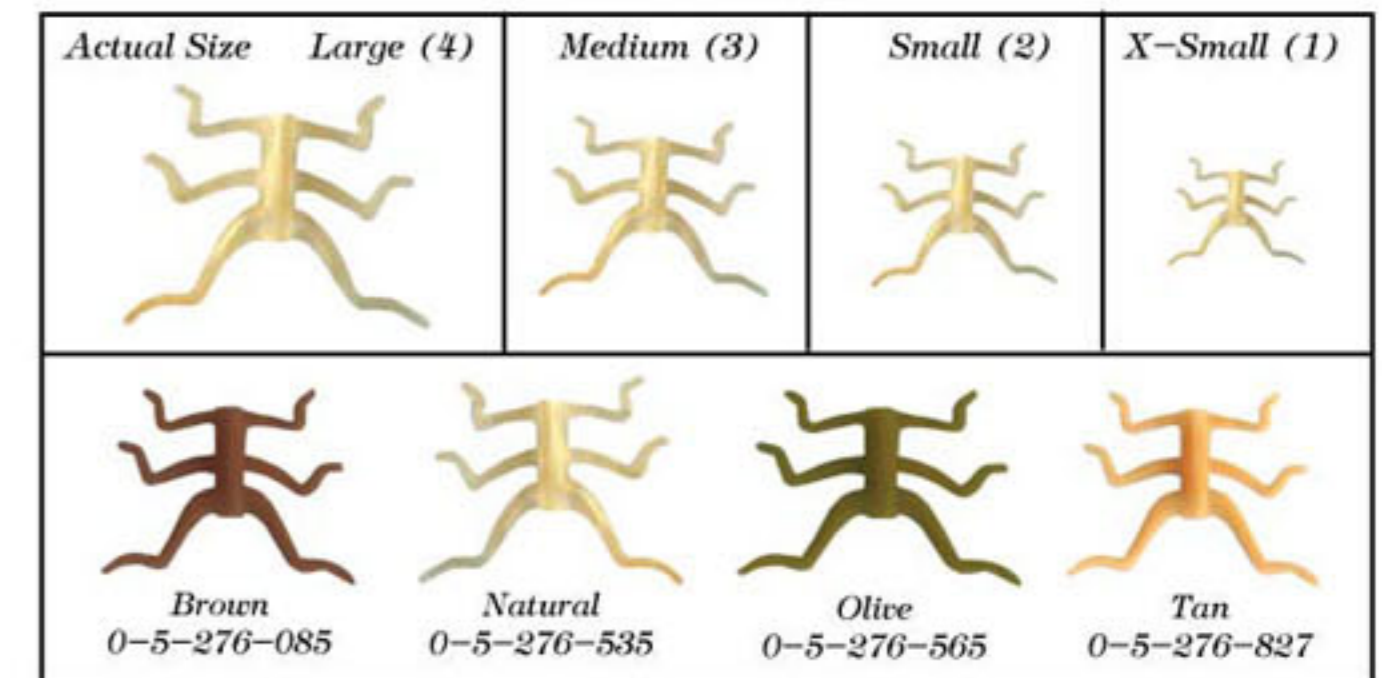 Actual Size Large (4) Medium (3) Small (2) X-Small (1)
Brown Natural Olive Tan
0-5-276-085 0-5-276-535 0-5-276-565 0-5-276-827